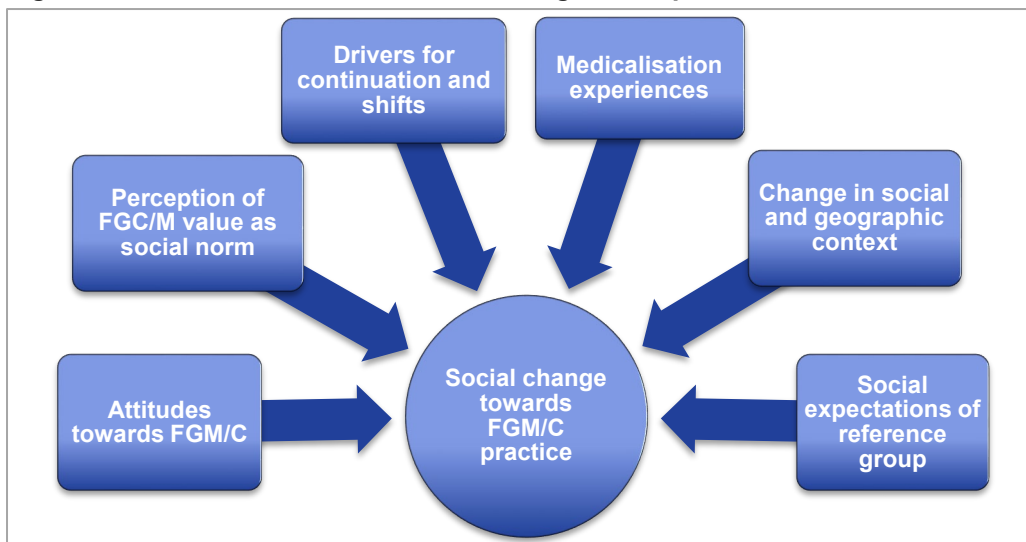 Drivers for
continuation and
shifts
Medicalisation
experiences
Perception of
FGC/M value as
social norm
Change in social
and geographic
context
Attitudes
towards FGM/C
Social change
towards
FGM/C
practice
Social
expectations of
reference
group